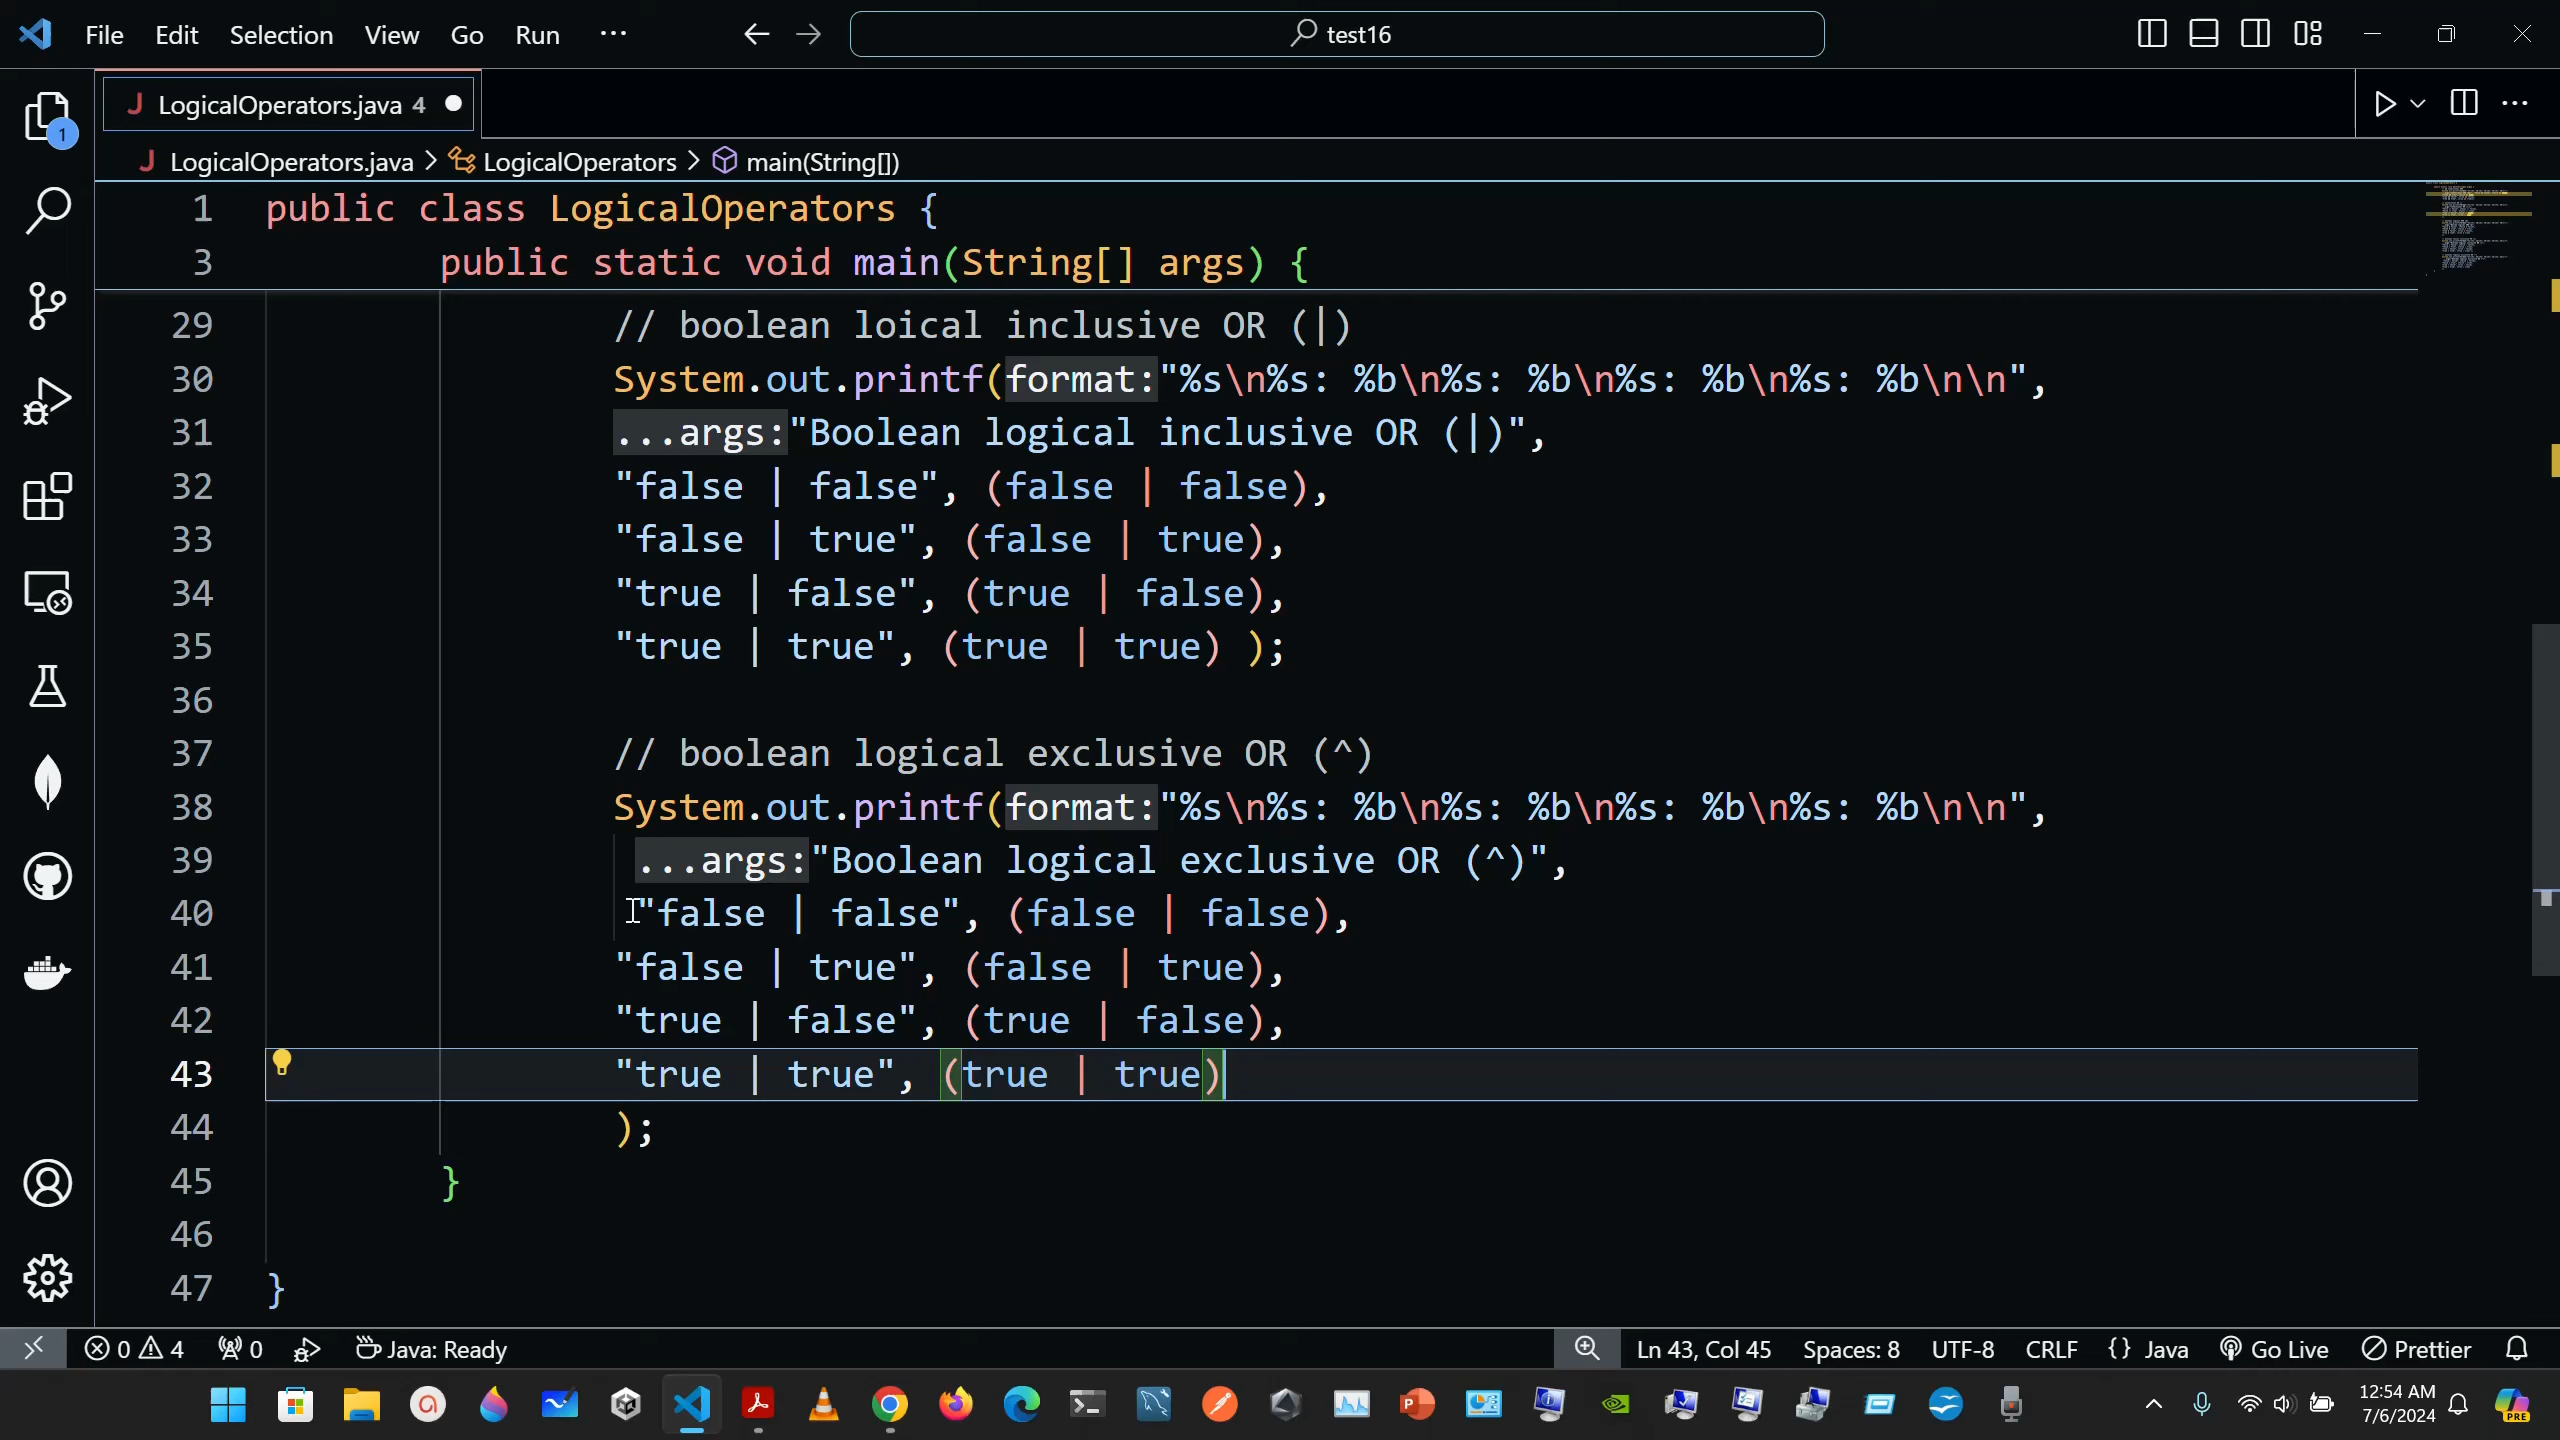 File Edit Selection View Go Run ··· test16
LogicalOperators.java 4
LogicalOperators.java > LogicalOperators > main(String[])
1 public class LogicalOperators {
3 public static void main(String[] args) {
29 // boolean loical inclusive OR (|)
30 System.out.printf(format:"%s\n%s: %b\n%s: %b\n%s: %b\n%s: %b\n\n",
31 ...args:"Boolean logical inclusive OR (|)",
32 "false | false", (false | false),
33 "false | true", (false | true),
34 "true | false", (true | false),
35 "true | true", (true | true) );
36
37 // boolean logical exclusive OR (^)
38 System.out.printf(format:"%s\n%s: %b\n%s: %b\n%s: %b\n%s: %b\n\n",
39 ...args:"Boolean logical exclusive OR (^)",
40 "false | false", (false | false),
41 "false | true", (false | true),
42 "true | false", (true | false),
43 "true | true", (true | true)
44 );
45 }
46
47 }
0 4 0 Java: Ready Ln 43, Col 45 Spaces: 8 UTF-8 CRLF {} Java Go Live Prettier
12:54 AM
7/6/2024
PRE
1